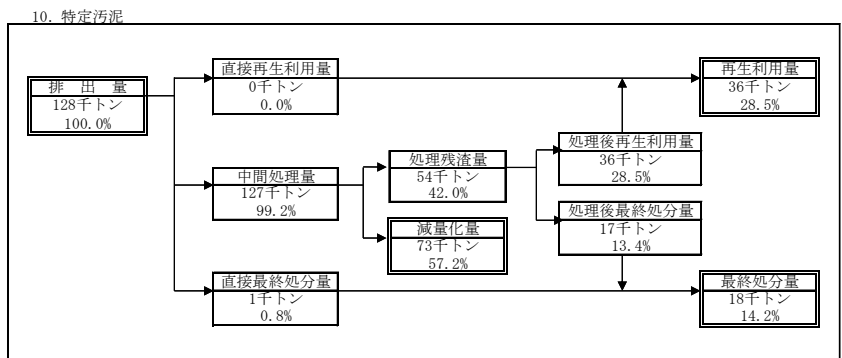 10. 特定汚泥
排 出 量
128千トン
100.0%
直接再生利用量
0千トン
0.0%
再生利用量
36千トン
28.5%
中間処理量
127千トン
99.2%
処理残渣量
54千トン
42.0%
処理後再生利用量
36千トン
28.5%
減量化量
73千トン
57.2%
処理後最終処分量
17千トン
13.4%
直接最終処分量
1千トン
0.8%
最終処分量
18千トン
14.2%